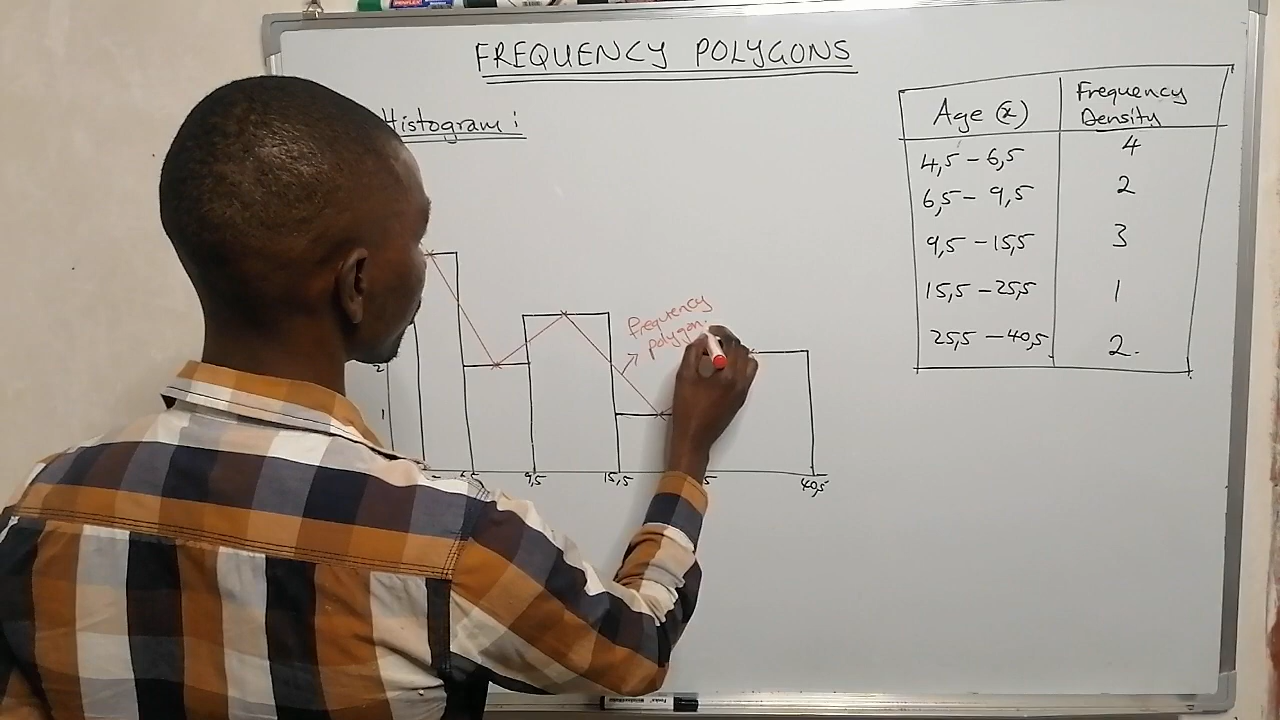 FREQUENCY POLYGONS
Histogram :
Age (x) Frequency Density
4,5 – 6,5 4
6,5 – 9,5 2
9,5 – 15,5 3
15,5 – 25,5 1
25,5 – 40,5 2.
frequency
polygon.
2
1
9,5 15,5 40,5